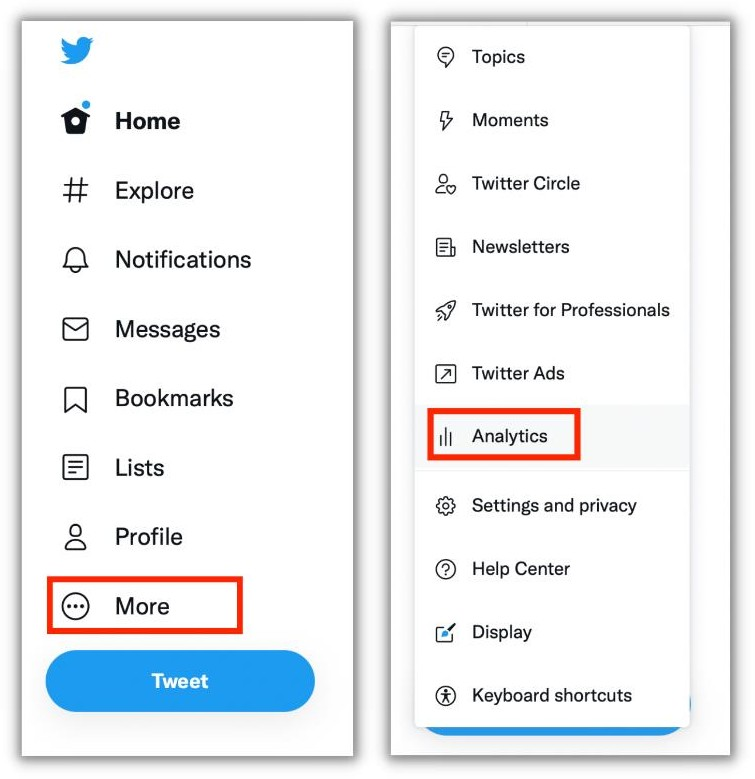 Home
Explore
Notifications
Messages
Bookmarks
Lists
Profile
More
Tweet
Topics
Moments
Twitter Circle
Newsletters
Twitter for Professionals
Twitter Ads
Analytics
Settings and privacy
Help Center
Display
Keyboard shortcuts